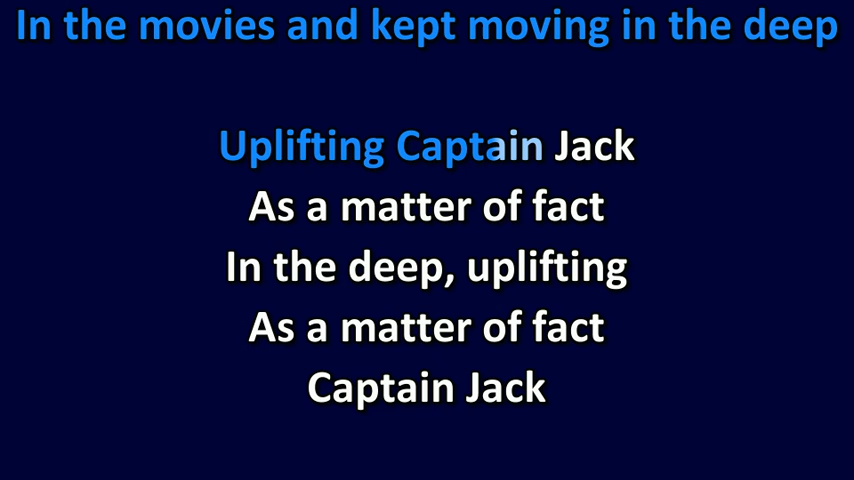 In the movies and kept moving in the deep
Uplifting Captain Jack
As a matter of fact
In the deep, uplifting
As a matter of fact
Captain Jack